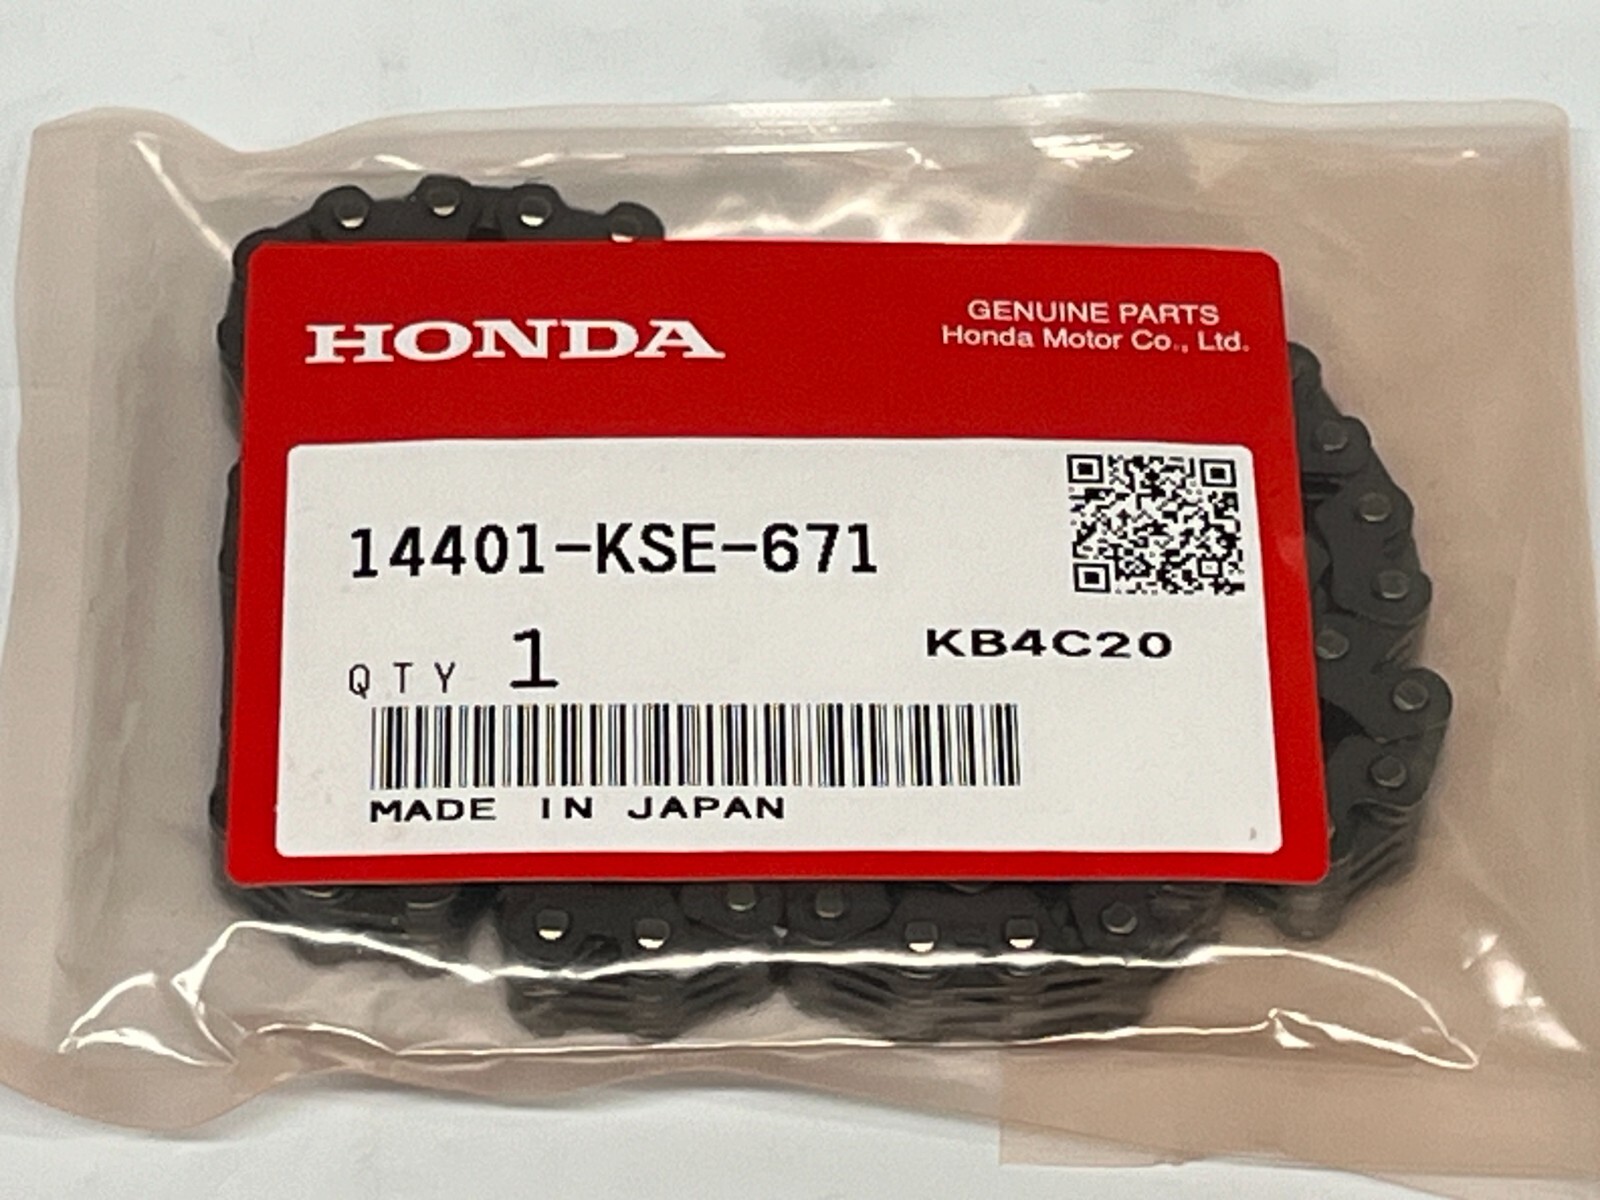 HONDA
GENUINE PARTS
Honda Motor Co., Ltd.
14401-KSE-671
QTY 1
KB4C20
MADE IN JAPAN